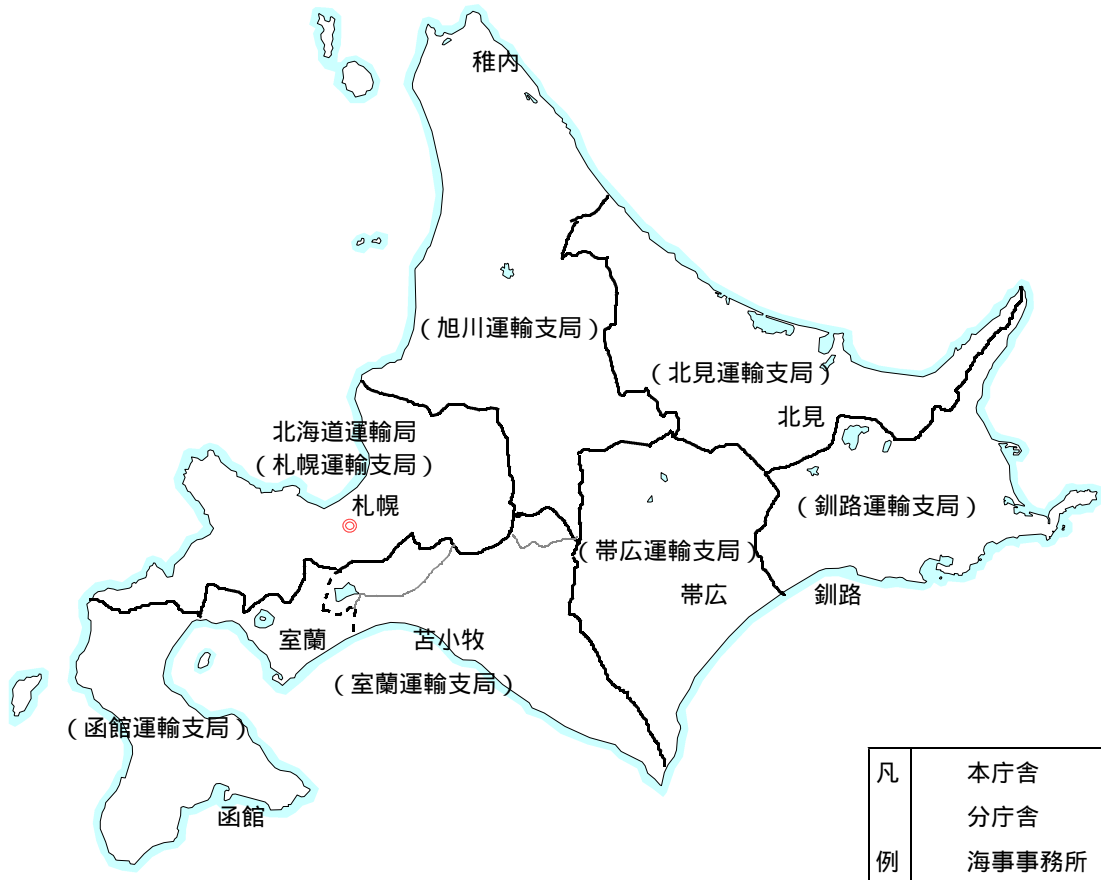 稚内
（旭川運輸支局）
（北見運輸支局）
北見
北海道運輸局
（札幌運輸支局）
札幌
（釧路運輸支局）
（帯広運輸支局）
帯広
釧路
室蘭
苫小牧
（室蘭運輸支局）
（函館運輸支局）
函館
凡例
本庁舎
分庁舎
海事事務所